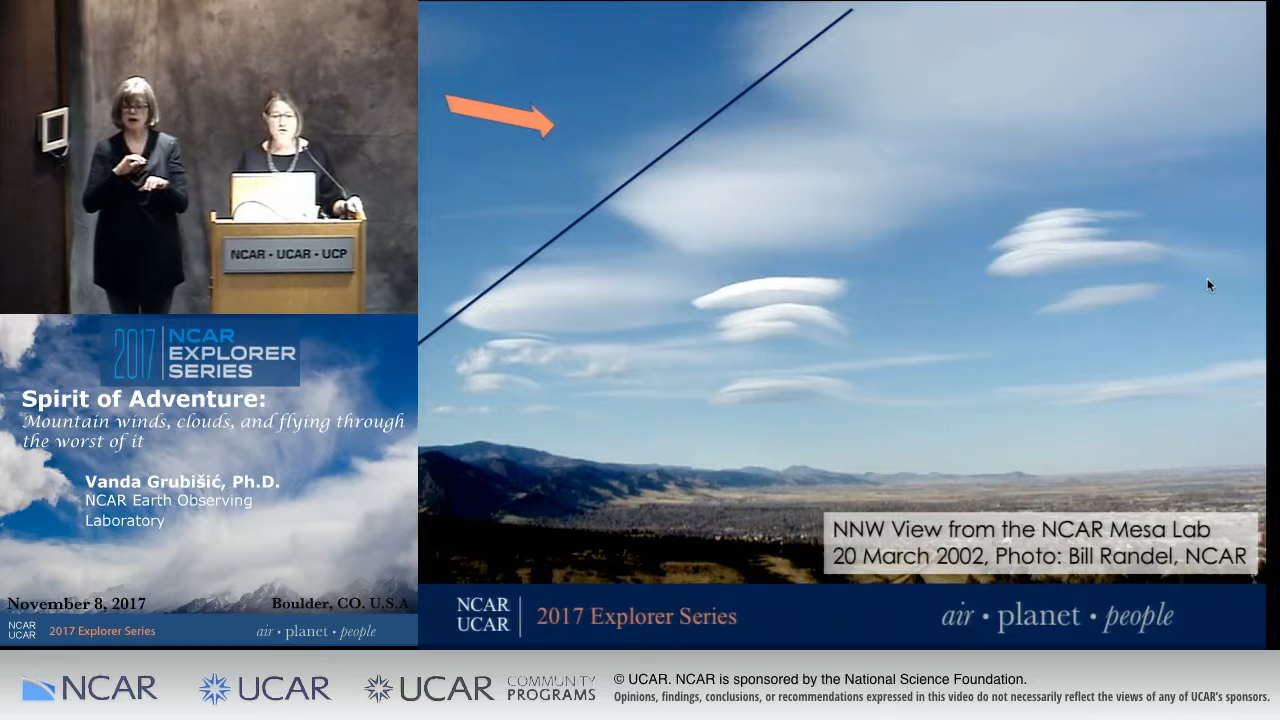 NCAR • UCAR • UCP
2017
NCAR
EXPLORER
SERIES
Spirit of Adventure:
Mountain winds, clouds, and flying through
the worst of it
Vanda Grubišić, Ph.D.
NCAR Earth Observing
Laboratory
November 8, 2017
Boulder, CO. U.S.A
NCAR
UCAR
2017 Explorer Series
air • planet • people
NNW View from the NCAR Mesa Lab
20 March 2002, Photo: Bill Randel, NCAR
NCAR
UCAR
2017 Explorer Series
air • planet • people
NCAR
UCAR
UCAR
COMMUNITY
PROGRAMS
© UCAR. NCAR is sponsored by the National Science Foundation.
Opinions, findings, conclusions, or recommendations expressed in this video do not necessarily reflect the views of any of UCAR's sponsors.